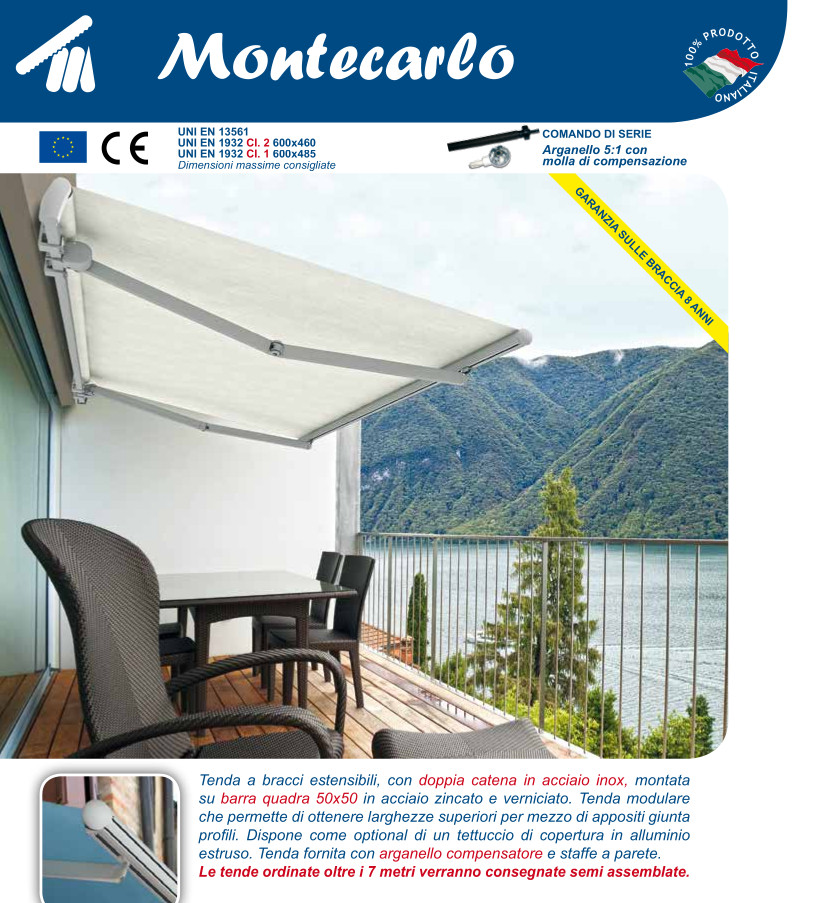 Montecarlo
100% PRODOTTO ITALIANO
UNI EN 13561
UNI EN 1932 Cl. 2 600x460
UNI EN 1932 Cl. 1 600x485
Dimensioni massime consigliate
CE
COMANDO DI SERIE
Arganello 5:1 con
molla di compensazione
GARANZIA SULLE BRACCIA 8 ANNI
Tenda a bracci estensibili, con doppia catena in acciaio inox, montata
su barra quadra 50x50 in acciaio zincato e verniciato. Tenda modulare
che permette di ottenere larghezze superiori per mezzo di appositi giunta
profili. Dispone come optional di un tettuccio di copertura in alluminio
estruso. Tenda fornita con arganello compensatore e staffe a parete.
Le tende ordinate oltre i 7 metri verranno consegnate semi assemblate.